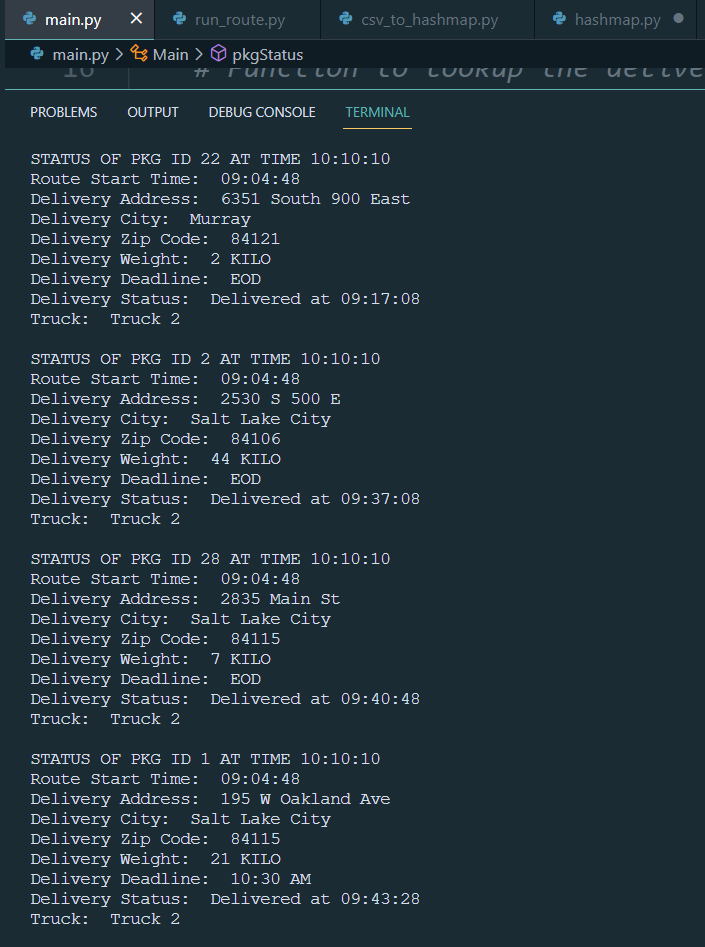 main.py
run_route.py
csv_to_hashmap.py
hashmap.py
main.py > Main > pkgStatus
16 # Function to lookup the delive
PROBLEMS OUTPUT DEBUG CONSOLE TERMINAL
STATUS OF PKG ID 22 AT TIME 10:10:10
Route Start Time:  09:04:48
Delivery Address:  6351 South 900 East
Delivery City:  Murray
Delivery Zip Code:  84121
Delivery Weight:  2 KILO
Delivery Deadline:  EOD
Delivery Status:  Delivered at 09:17:08
Truck:  Truck 2
STATUS OF PKG ID 2 AT TIME 10:10:10
Route Start Time:  09:04:48
Delivery Address:  2530 S 500 E
Delivery City:  Salt Lake City
Delivery Zip Code:  84106
Delivery Weight:  44 KILO
Delivery Deadline:  EOD
Delivery Status:  Delivered at 09:37:08
Truck:  Truck 2
STATUS OF PKG ID 28 AT TIME 10:10:10
Route Start Time:  09:04:48
Delivery Address:  2835 Main St
Delivery City:  Salt Lake City
Delivery Zip Code:  84115
Delivery Weight:  7 KILO
Delivery Deadline:  EOD
Delivery Status:  Delivered at 09:40:48
Truck:  Truck 2
STATUS OF PKG ID 1 AT TIME 10:10:10
Route Start Time:  09:04:48
Delivery Address:  195 W Oakland Ave
Delivery City:  Salt Lake City
Delivery Zip Code:  84115
Delivery Weight:  21 KILO
Delivery Deadline:  10:30 AM
Delivery Status:  Delivered at 09:43:28
Truck:  Truck 2